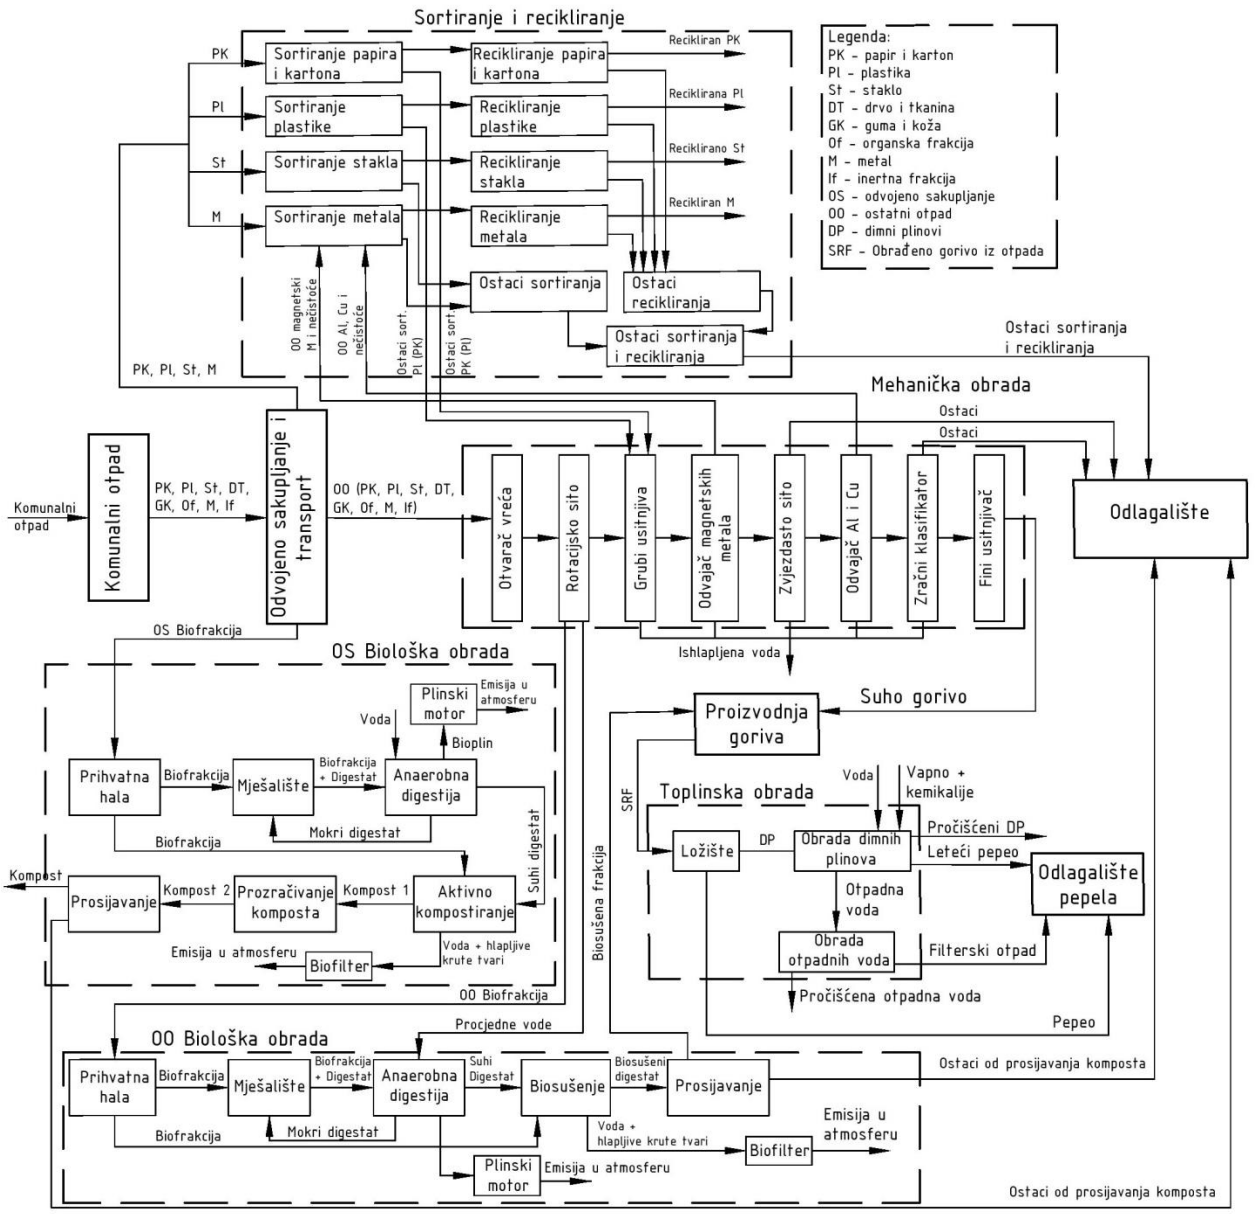 Sortiranje i recikliranje
PK
Sortiranje papira
i kartona
Recikliranje papira
i kartona
Recikliran PK
Pl
Sortiranje
plastike
Recikliranje
plastike
Reciklirana Pl
St
Sortiranje stakla
Recikliranje
stakla
Reciklirano St
M
Sortiranje metala
Recikliranje
metala
Recikliran M
Ostaci sortiranja
Ostaci
recikliranja
Ostaci sortiranja
i recikliranja
OO magnetski
M i nečistoće
OO Al, Cu i
nečistoće
Ostaci sort.
Pl (PK)
Ostaci sort.
PK (Pl)
Legenda:
PK - papir i karton
Pl - plastika
St - staklo
DT - drvo i tkanina
GK - guma i koža
Of - organska frakcija
M - metal
If - inertna frakcija
OS - odvojeno sakupljanje
OO - ostatni otpad
DP - dimni plinovi
SRF - Obrađeno gorivo iz otpada
Ostaci sortiranja
i recikliranja
PK, Pl, St, M
Mehanička obrada
Ostaci
Ostaci
Komunalni
otpad
Komunalni otpad
PK, Pl, St, DT,
GK, Of, M, If
Odvojeno sakupljanje i
transport
OO (PK, Pl, St, DT,
GK, Of, M, If)
Otvarač vreća
Rotacijsko sito
Grubi usitnjiva
Odvajač magnetskih
metala
Zvjezdasto sito
Odvajač Al i Cu
Zračni klasifikator
Fini usitnjivač
Odlagalište
Ishlapljena voda
OS Biofrakcija
OS Biološka obrada
Plinski
motor
Emisija u
atmosferu
Voda
Bioplin
Prihvatna
hala
Biofrakcija
Mješalište
Biofrakcija
+ Digestat
Anaerobna
digestija
Mokri digestat
Biofrakcija
Suhi digestat
Kompost
Prosijavanje
Kompost 2
Prozračivanje
komposta
Kompost 1
Aktivno
kompostiranje
Emisija u atmosferu
Biofilter
Voda + hlapljive
krute tvari
Proizvodnja
goriva
Suho gorivo
SRF
Biosušena frakcija
Toplinska obrada
Voda
Vapno +
kemikalije
Ložište
DP
Obrada dimnih
plinova
Pročišćeni DP
Leteći pepeo
Odlagalište
pepela
Otpadna
voda
Obrada
otpadnih voda
Filterski otpad
Pročišćena otpadna voda
Pepeo
OO Biofrakcija
Procjedne vode
OO Biološka obrada
Prihvatna
hala
Biofrakcija
Mješalište
Biofrakcija
+ Digestat
Anaerobna
digestija
Suhi
Digestat
Biosušenje
Biosušeni
digestat
Prosijavanje
Ostaci od prosijavanja komposta
Biofrakcija
Mokri digestat
Voda +
hlapljive krute tvari
Biofilter
Emisija u
atmosferu
Plinski
motor
Emisija u atmosferu
Ostaci od prosijavanja komposta